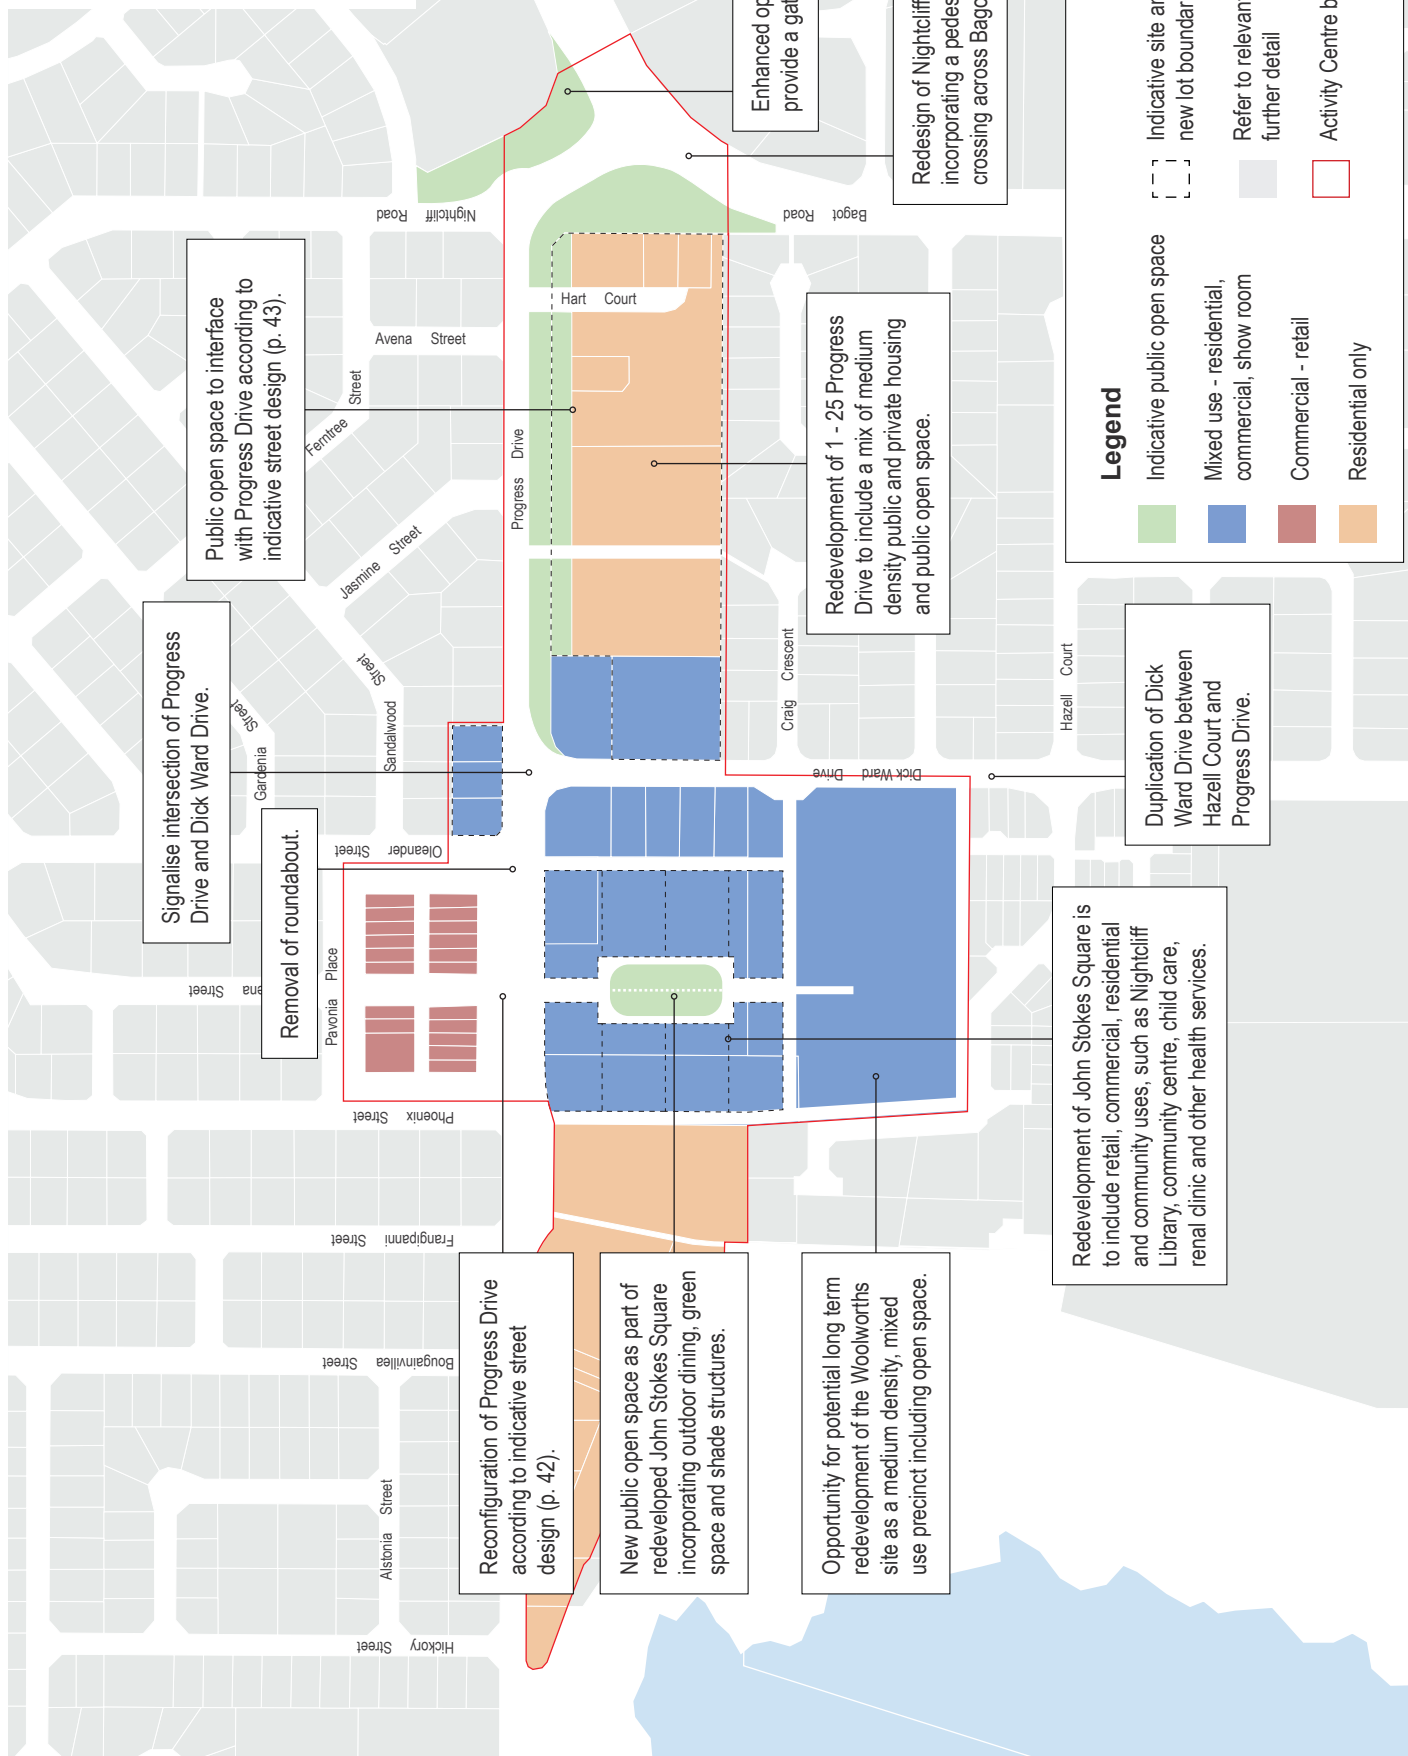 Public open space to interface
with Progress Drive according to
indicative street design (p. 43).
Signalise intersection of Progress
Drive and Dick Ward Drive.
Removal of roundabout.
Reconfiguration of Progress Drive
according to indicative street
design (p. 42).
New public open space as part of
redeveloped John Stokes Square
incorporating outdoor dining, green
space and shade structures.
Opportunity for potential long term
redevelopment of the Woolworths
site as a medium density, mixed
use precinct including open space.
Redevelopment of John Stokes Square is
to include retail, commercial, residential
and community uses, such as Nightcliff
Library, community centre, child care,
renal clinic and other health services.
Duplication of Dick
Ward Drive between
Hazell Court and
Progress Drive.
Redevelopment of 1 - 25 Progress
Drive to include a mix of medium
density public and private housing
and public open space.
Enhanced op
provide a gat
Redesign of Nightcliff
incorporating a pedes
crossing across Bago
Hickory Street
Alstonia Street
Bougainvillea Street
Frangipanni Street
Phoenix Street
Pavonia Place
ena Street
Oleander Street
Gardenia Street
Sandalwood Street
Jasmine Street
Ferntree Street
Avena Street
Nightcliff Road
Progress Drive
Hart Court
Bagot Road
Craig Crescent
Dick Ward Drive
Hazell Court
Legend
Indicative public open space
Mixed use - residential,
commercial, show room
Commercial - retail
Residential only
Indicative site an
new lot boundar
Refer to relevan
further detail
Activity Centre b